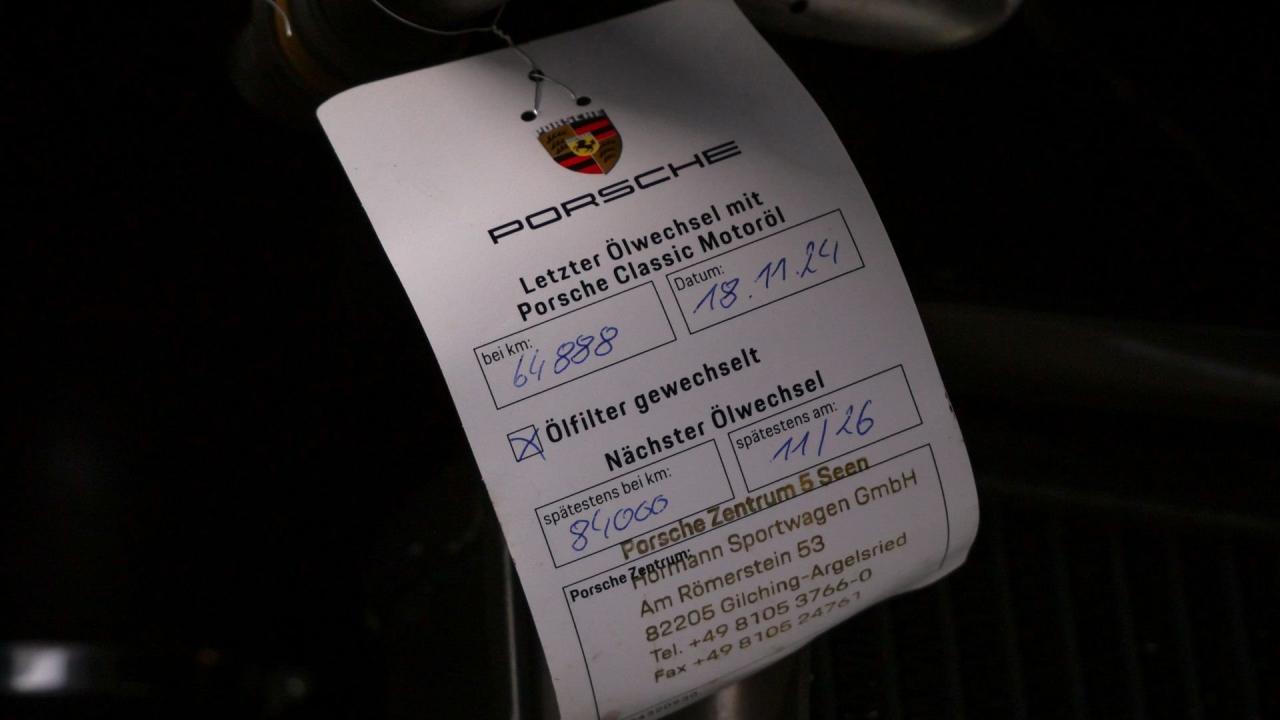 PORSCHE
Letzter Ölwechsel mit
Porsche Classic Motoröl
bei km:
64888
Datum:
18.11.24
Ölfilter gewechselt
Nächster Ölwechsel
spätestens bei km:
84000
spätestens am:
11/26
Porsche Zentrum:
Porsche Zentrum 5 Seen
Hörmann Sportwagen GmbH
Am Römerstein 53
82205 Gilching-Argelsried
Tel. +49 8105 3766-0
Fax +49 8105 24761